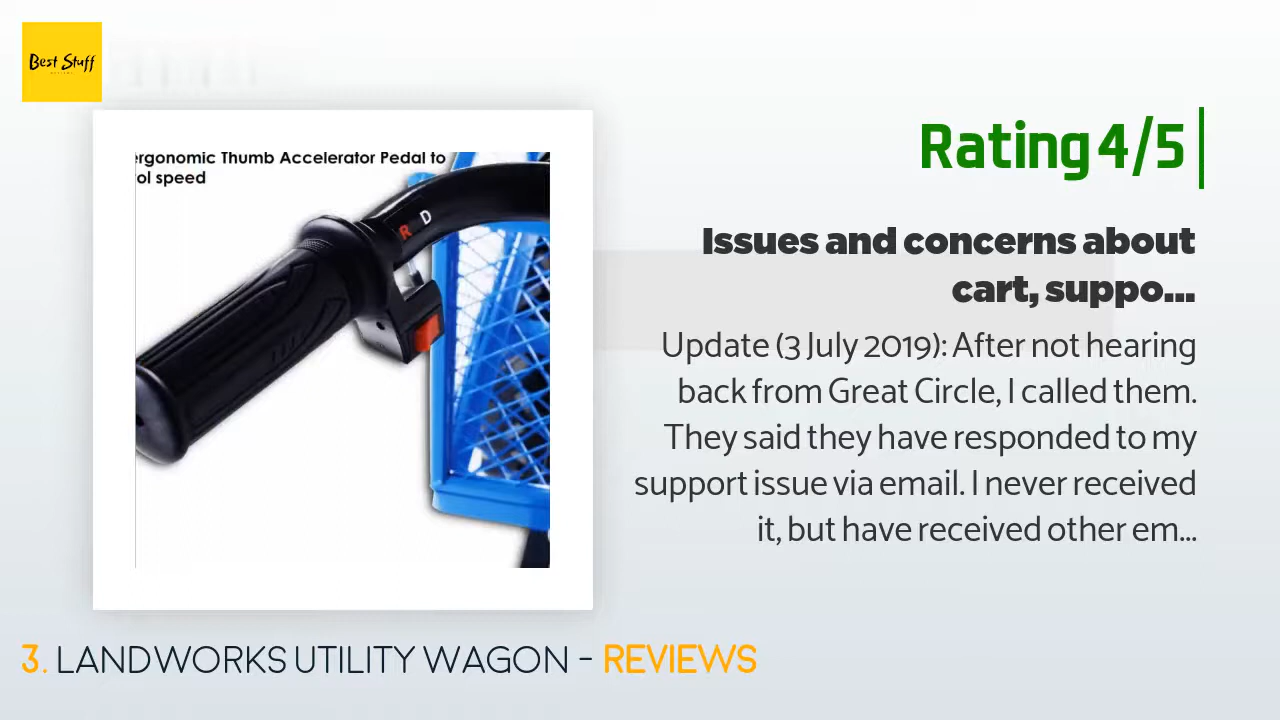 Best Stuff
ergonomic Thumb Accelerator Pedal to
ol speed
R D
Rating 4/5
Issues and concerns about
cart, suppo...
Update (3 July 2019): After not hearing
back from Great Circle, I called them.
They said they have responded to my
support issue via email. I never received
it, but have received other em...
3. LANDWORKS UTILITY WAGON - REVIEWS